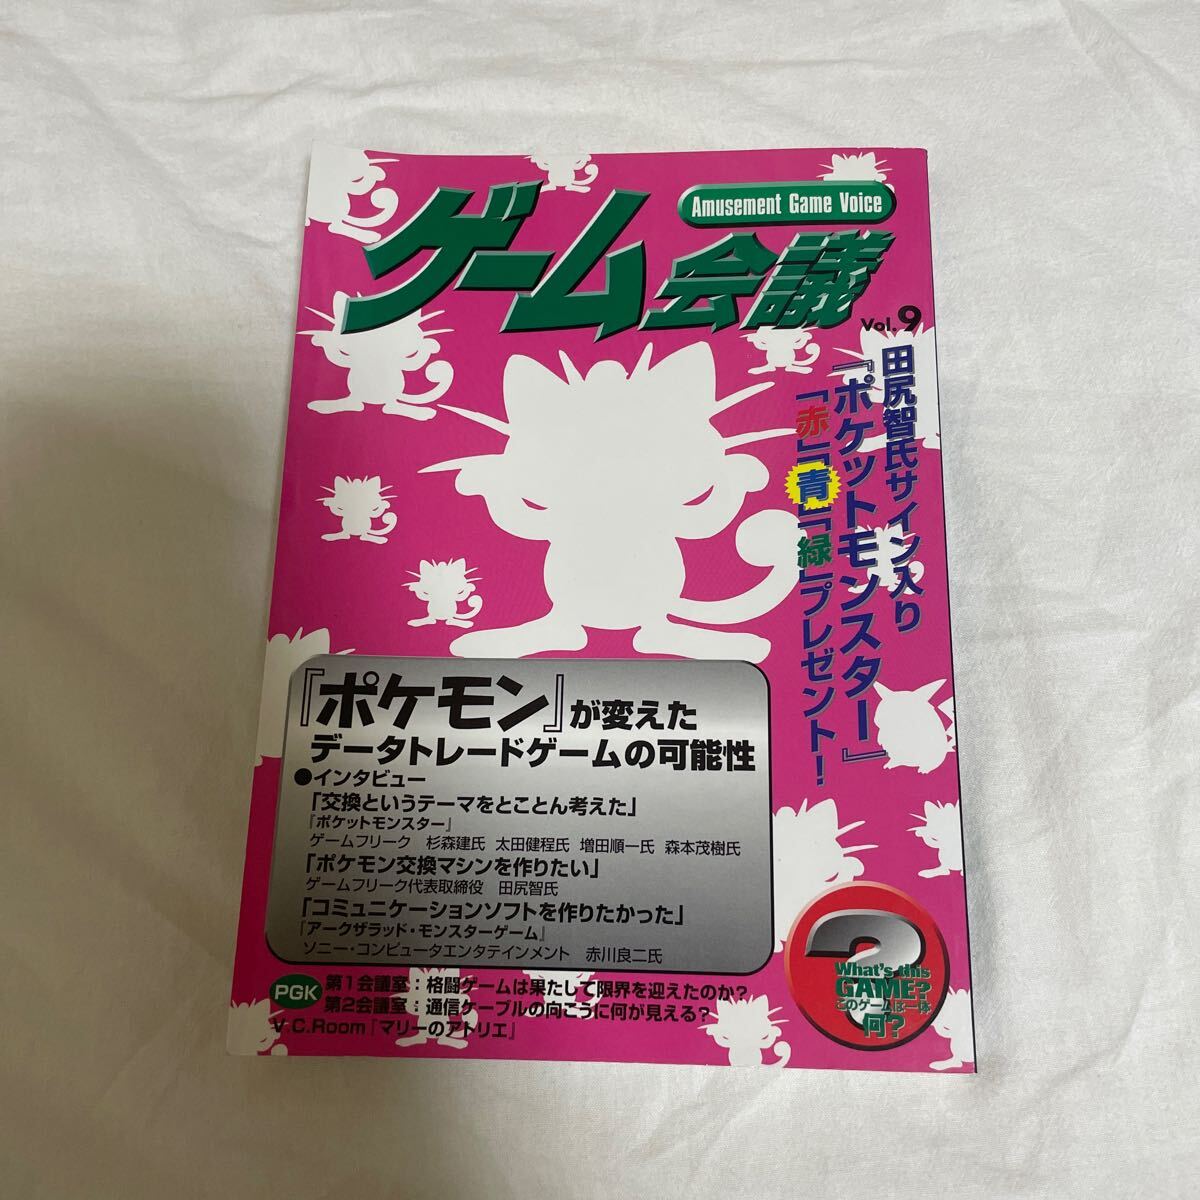 Amusement Game Voice
ゲーム会議
Vol.9
田尻智氏サイン入り
『ポケットモンスター』
「赤」「青」「緑」プレゼント!
『ポケモン』が変えた
データトレードゲームの可能性
●インタビュー
「交換というテーマをとことん考えた」
『ポケットモンスター』
ゲームフリーク 杉森建氏 太田健程氏 増田順一氏 森本茂樹氏
「ポケモン交換マシンを作りたい」
ゲームフリーク代表取締役 田尻智氏
「コミュニケーションソフトを作りたかった」
『アークザラッド・モンスターゲーム』
ソニー・コンピュータエンタテインメント 赤川良二氏
PGK
第1会議室:格闘ゲームは果たして限界を迎えたのか?
第2会議室:通信ケーブルの向こうに何が見える?
V.C.Room『マリーのアトリエ』
?
What's this
GAME?
このゲームは一体
何?